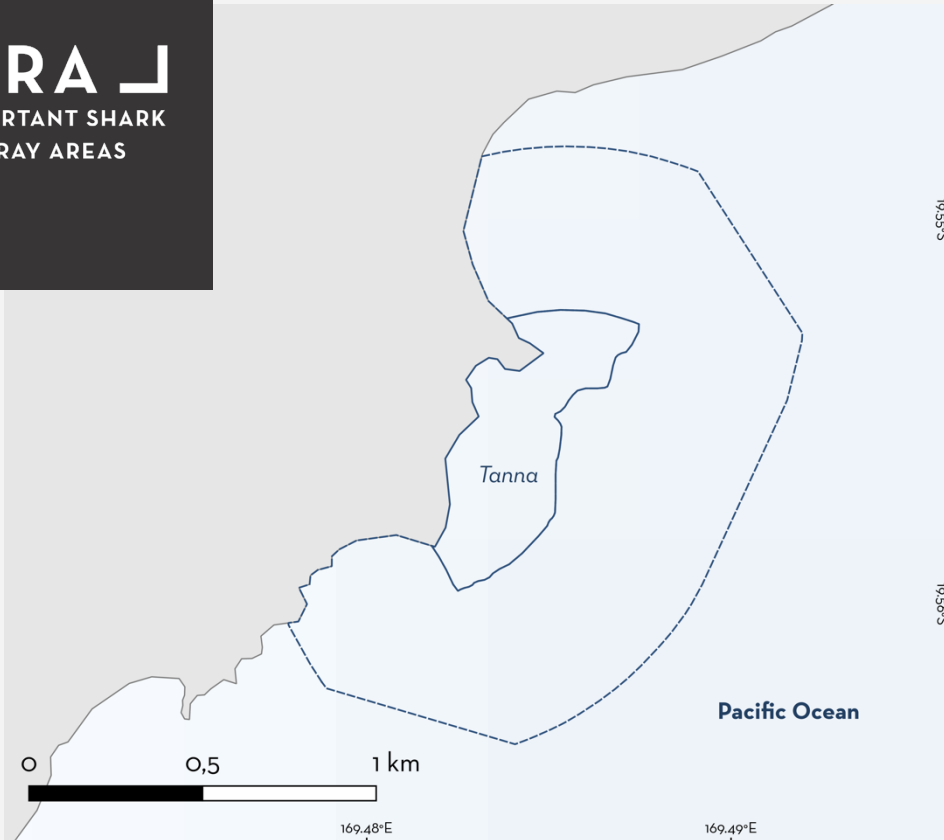 RA
RTANT SHARK
RAY AREAS
19.55°S
Tanna
19.58°S
Pacific Ocean
0 0,5 1 km
169.48°E 169.49°E